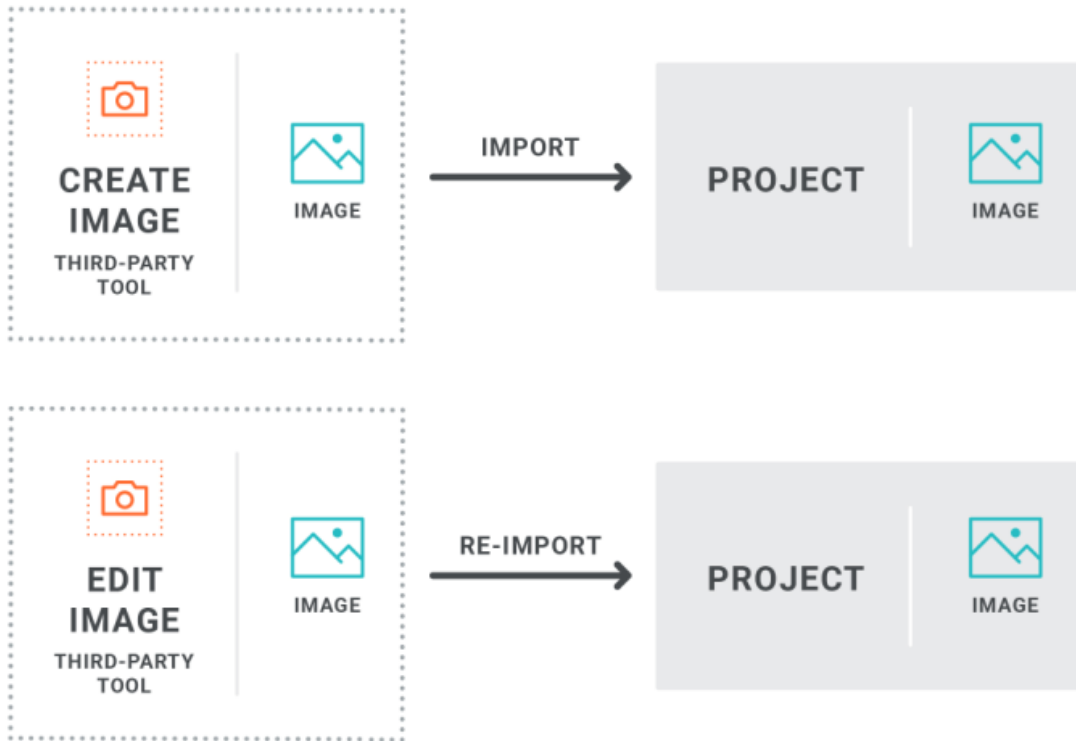 CREATE
IMAGE
THIRD-PARTY
TOOL
IMAGE
IMPORT
PROJECT
IMAGE
EDIT
IMAGE
THIRD-PARTY
TOOL
IMAGE
RE-IMPORT
PROJECT
IMAGE